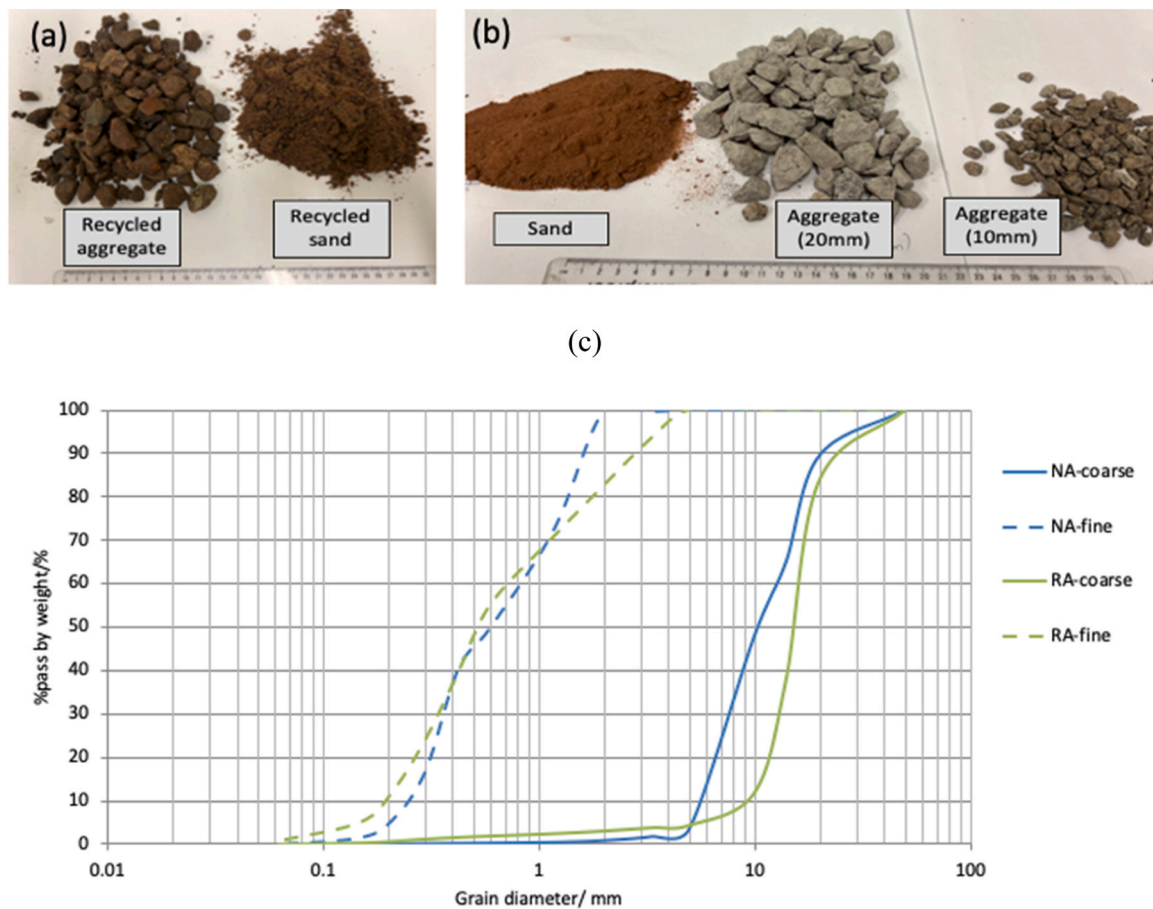 (a)
Recycled
aggregate
Recycled
sand
(b)
Sand
Aggregate
(20mm)
Aggregate
(10mm)
(c)
%pass by weight/%
100
90
80
70
60
50
40
30
20
10
0
0.01
0.1
1
10
100
Grain diameter/ mm
NA-coarse
NA-fine
RA-coarse
RA-fine